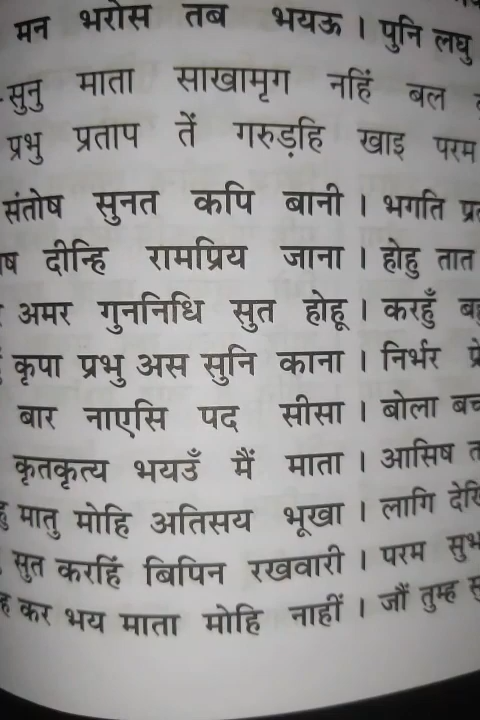 मन भरोस तब भयऊ । पुनि लघु
सुनु माता साखामृग नहिं बल
प्रभु प्रताप तें गरुड़हि खाइ परम
संतोष सुनत कपि बानी । भगति
दीन्हि रामप्रिय जाना । होहु तात
अमर गुननिधि सुत होहू । करहुँ
कृपा प्रभु अस सुनि काना । निर्भर
बार नाएसि पद सीसा । बोला
कृतकृत्य भयउँ मैं माता । आसिष
मातु मोहि अतिसय भूखा । लागि
सुत करहिं बिपिन रखवारी । परम
कर भय माता मोहि नाहीं । जौं तुम्ह